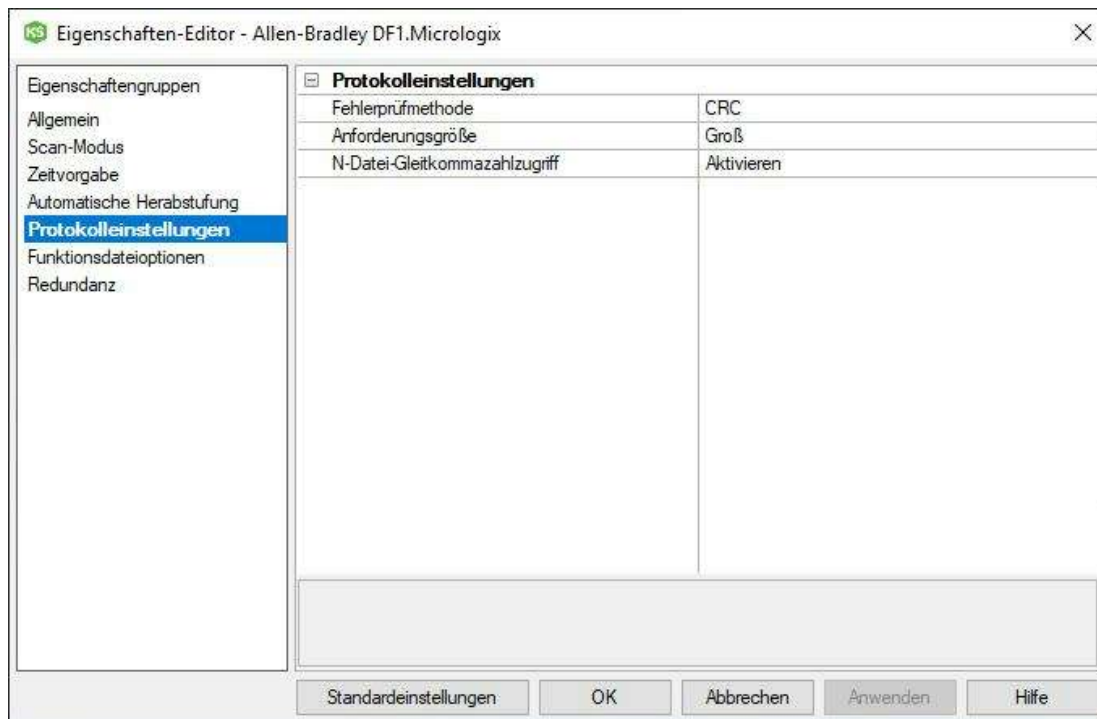 KS Eigenschaften-Editor - Allen-Bradley DF1.Micrologix
Eigenschaftengruppen
Allgemein
Scan-Modus
Zeitvorgabe
Automatische Herabstufung
Protokolleinstellungen
Funktionsdateioptionen
Redundanz
Protokolleinstellungen
Fehlerprüfmethode CRC
Anforderungsgröße Groß
N-Datei-Gleitkommazahlzugriff Aktivieren
Standardeinstellungen OK Abbrechen Anwenden Hilfe